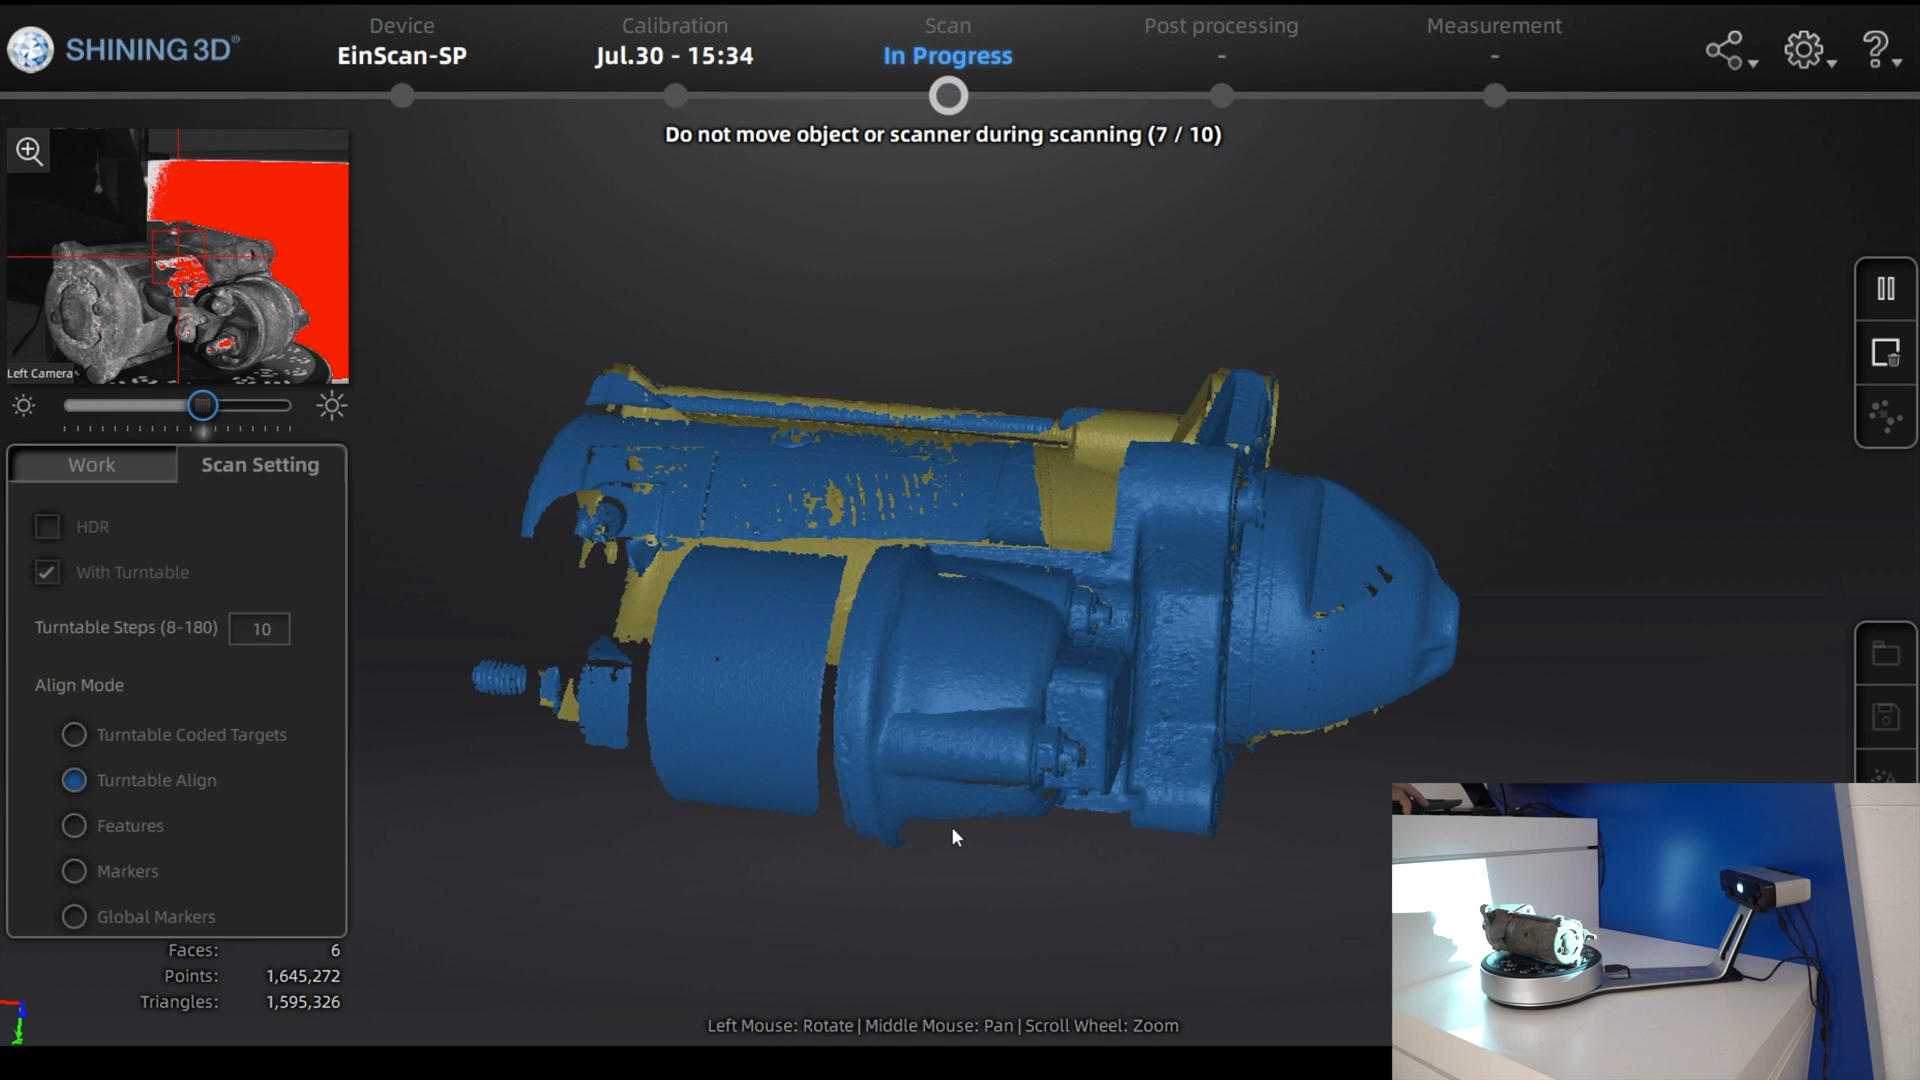 SHINING 3D®
Device
EinScan-SP
Calibration
Jul.30 - 15:34
Scan
In Progress
Post processing
-
Measurement
-
Do not move object or scanner during scanning (7 / 10)
Left Camera
Work
Scan Setting
HDR
With Turntable
Turntable Steps (8-180)
10
Align Mode
Turntable Coded Targets
Turntable Align
Features
Markers
Global Markers
Faces: 6
Points: 1,645,272
Triangles: 1,595,326
Left Mouse: Rotate | Middle Mouse: Pan | Scroll Wheel: Zoom